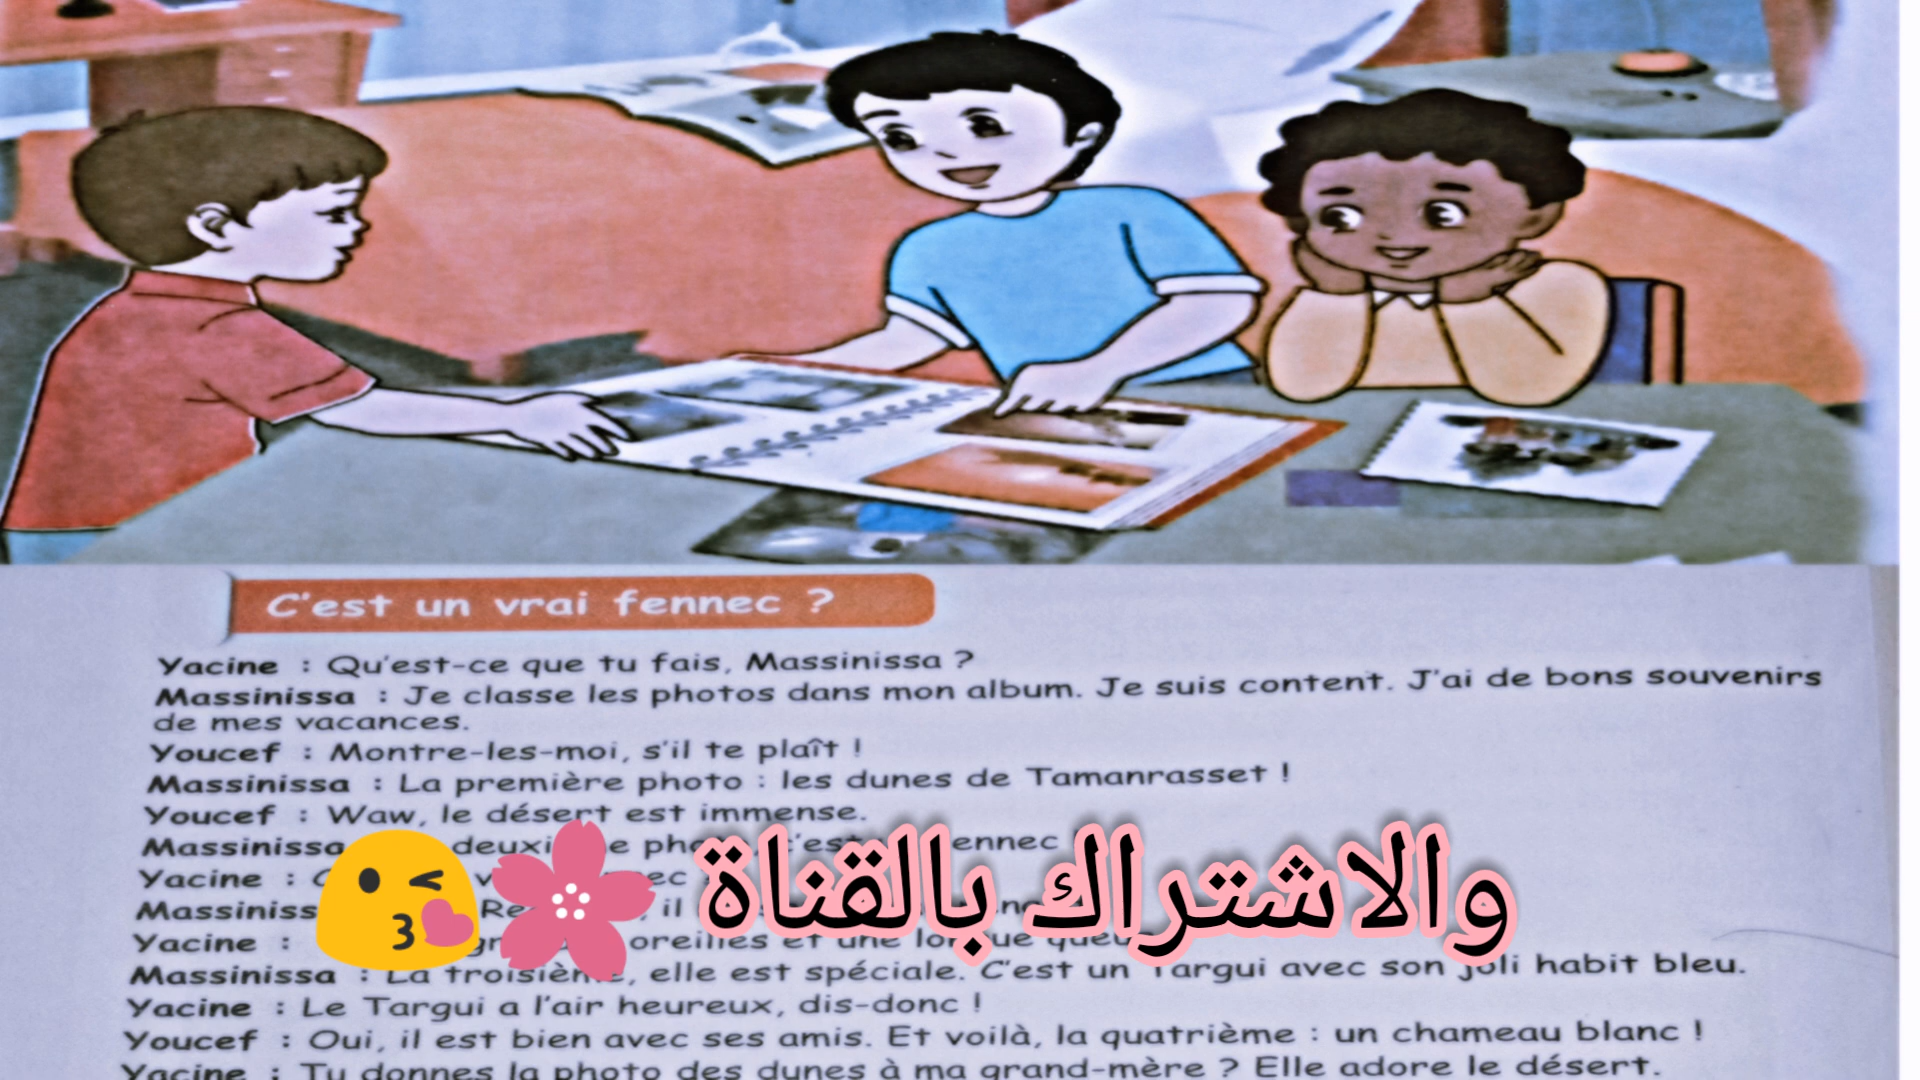 C'est un vrai fennec ?
Yacine : Qu'est-ce que tu fais, Massinissa ?
Massinissa : Je classe les photos dans mon album. Je suis content. J'ai de bons souvenirs
de mes vacances.
Youcef : Montre-les-moi, s'il te plaît !
Massinissa : La première photo : les dunes de Tamanrasset !
Youcef : Waw, le désert est immense.
Massinissa
Yacine :
il
Yacine : oreilles et une
Massinissa : La troisième, elle est spéciale. C'est un Targui avec son joli habit bleu.
Yacine : Le Targui a l'air heureux, dis-donc !
Youcef : Oui, il est bien avec ses amis. Et voilà, la quatrième : un chameau blanc !
Yacine : Tu donnes la photo des dunes à ma grand-mère ? Elle adore le désert.
والاشتراك بالقناة